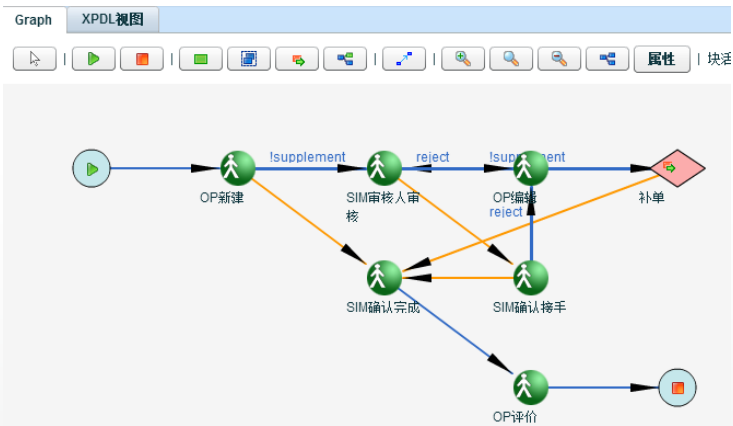 Graph XPDL视图
属性 块活
!supplement reject !supplement
OP新建 SIM审核人审核 OP编辑 补单
reject
SIM确认完成 SIM确认接手
OP评价